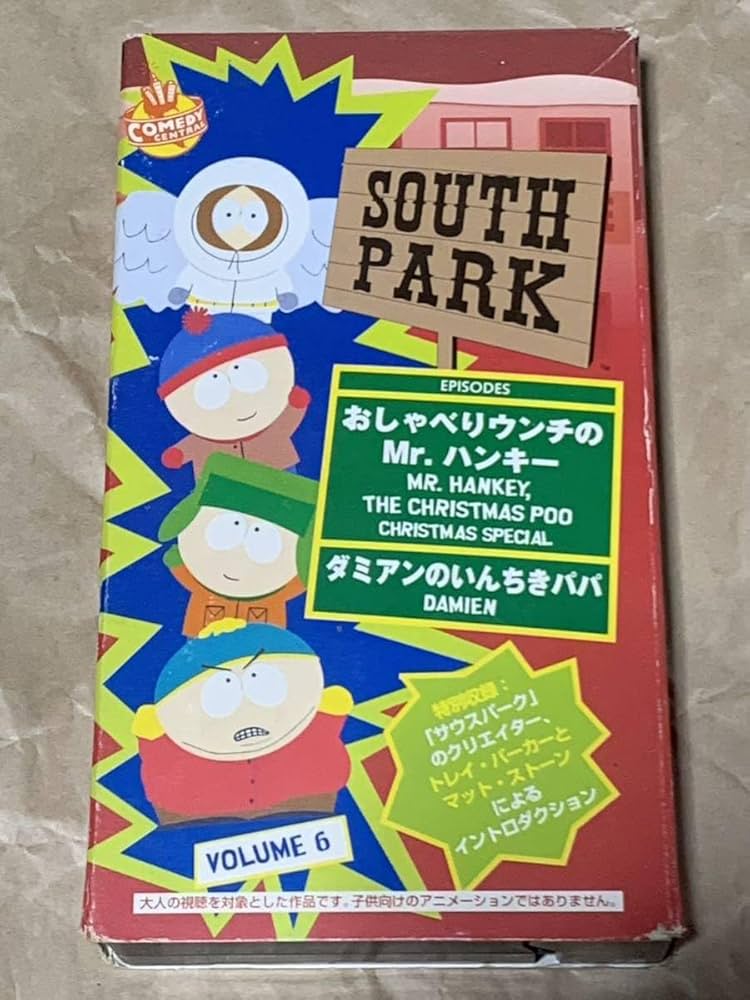 COMEDY
CENTRAL
SOUTH
PARK
EPISODES
おしゃべりウンチの
Mr. ハンキー
MR. HANKEY,
THE CHRISTMAS POO
CHRISTMAS SPECIAL
ダミアンのいんちきパパ
DAMIEN
特別収録：
「サウスパーク」
のクリエイター、
トレイ・パーカーと
マット・ストーン
による
イントロダクション
VOLUME 6
大人の視聴を対象とした作品です。子供向けのアニメーションではありません。